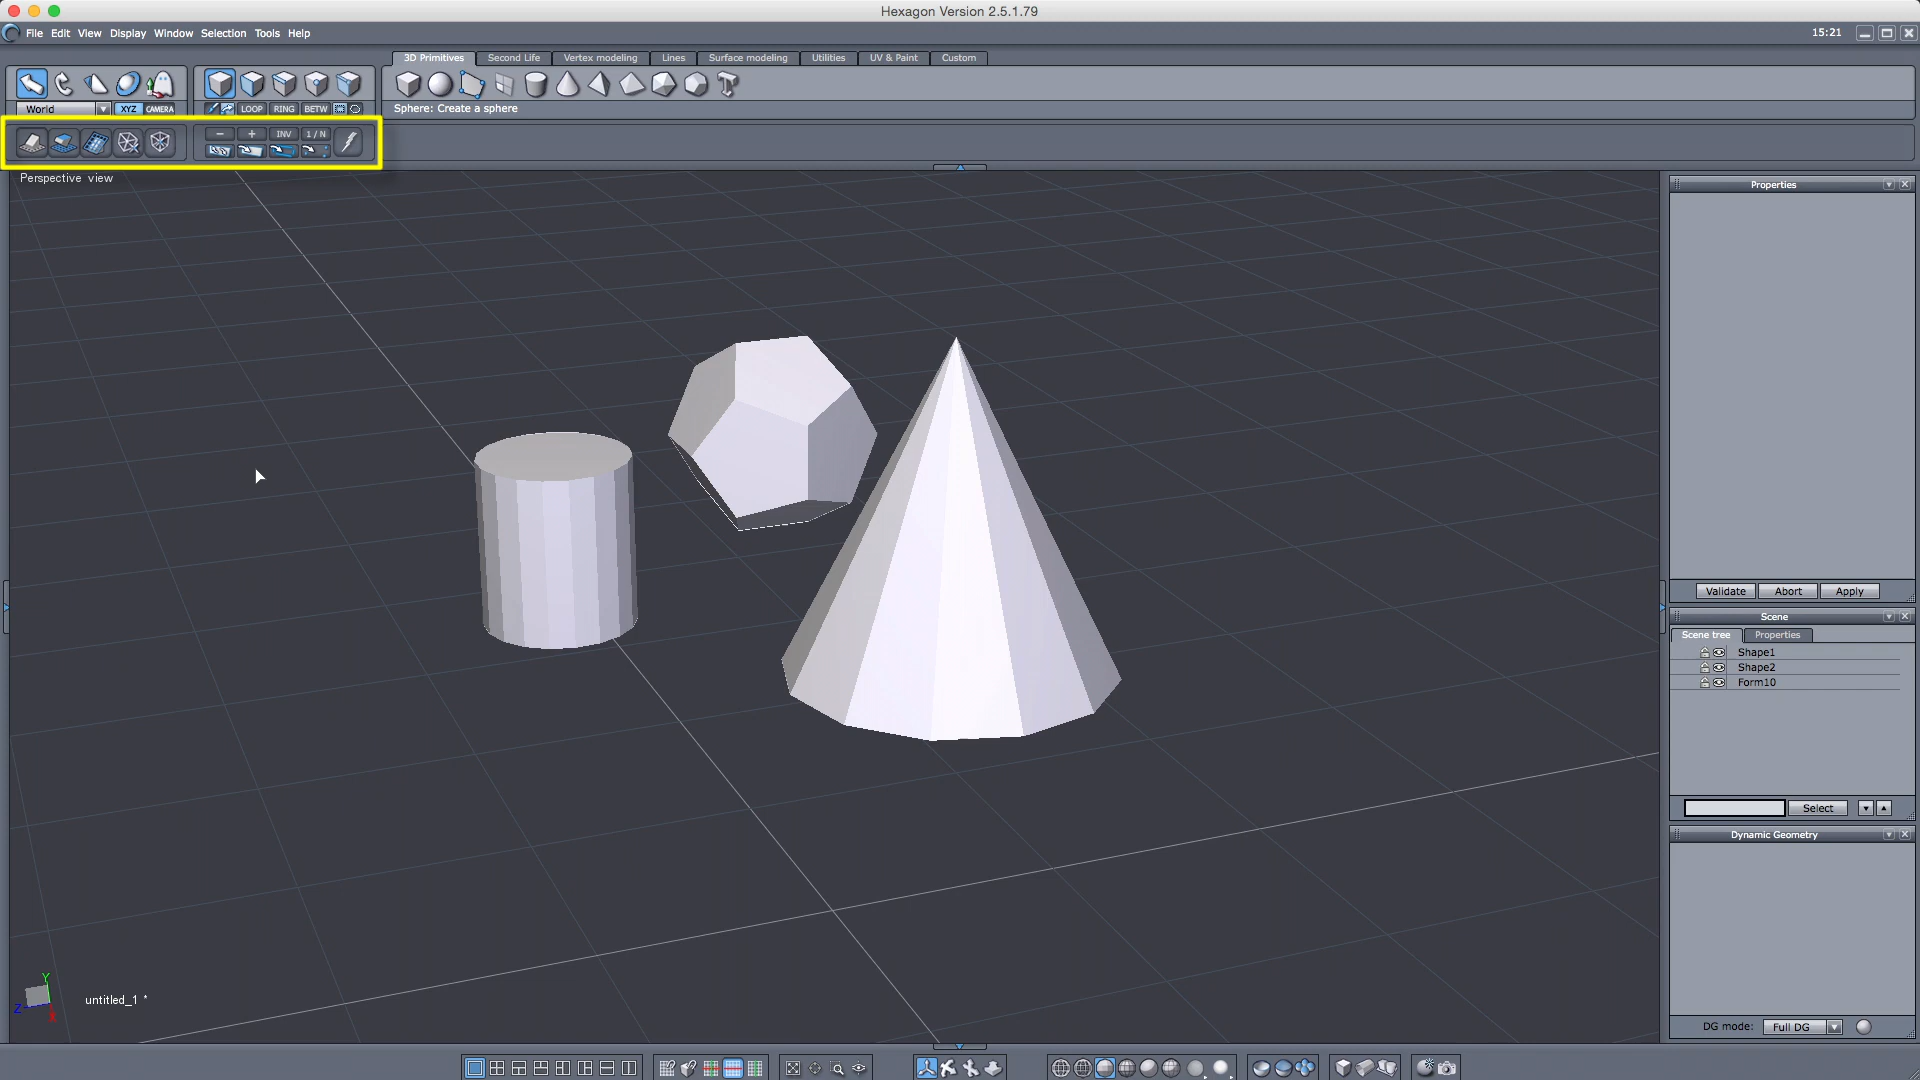 Hexagon Version 2.5.1.79
File Edit View Display Window Selection Tools Help
15:21
3D Primitives Second Life Vertex modeling Lines Surface modeling Utilities UV & Paint Custom
World XYZ CAMERA LOOP RING BETW
Sphere: Create a sphere
- + INV 1 / N
Perspective view
Properties
Validate Abort Apply
Scene
Scene tree Properties
Shape1
Shape2
Form10
Select
Dynamic Geometry
Y
Z
X
untitled_1 *
DG mode: Full DG